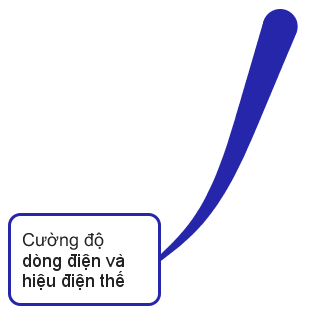 Cường độ
dòng điện và
hiệu điện thế